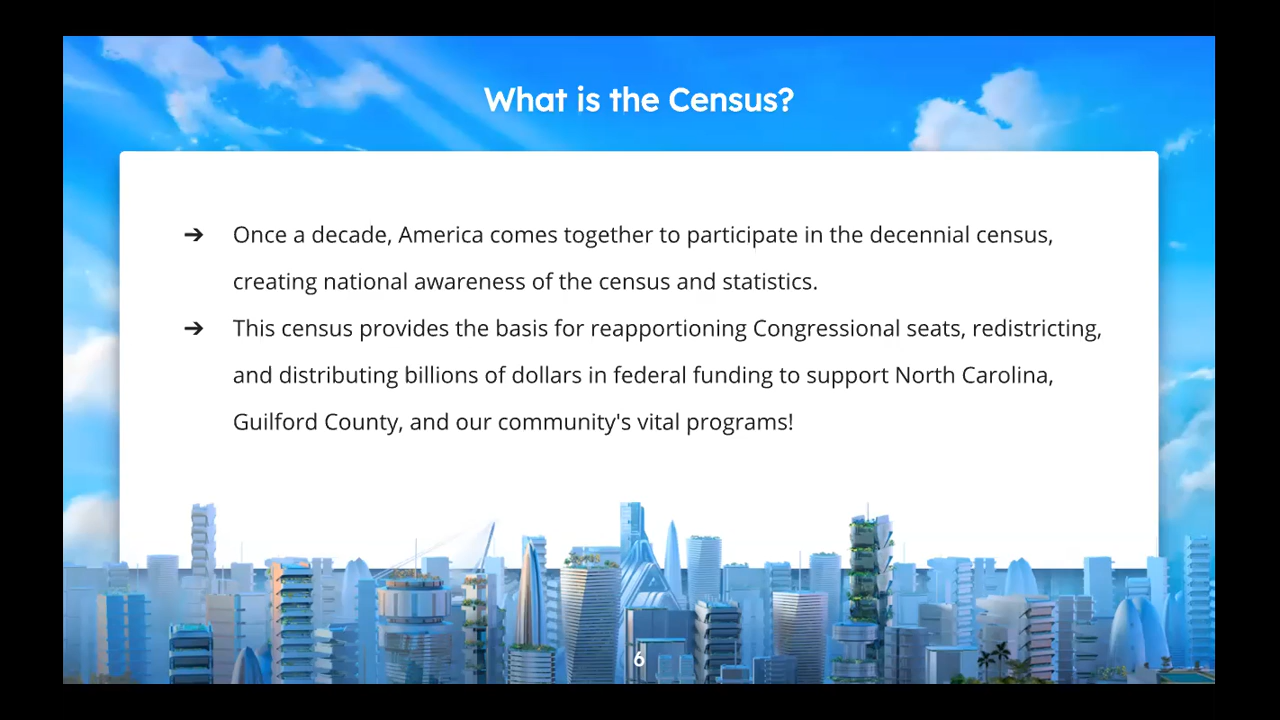 What is the Census?
➔ Once a decade, America comes together to participate in the decennial census,
creating national awareness of the census and statistics.
➔ This census provides the basis for reapportioning Congressional seats, redistricting,
and distributing billions of dollars in federal funding to support North Carolina,
Guilford County, and our community's vital programs!
6